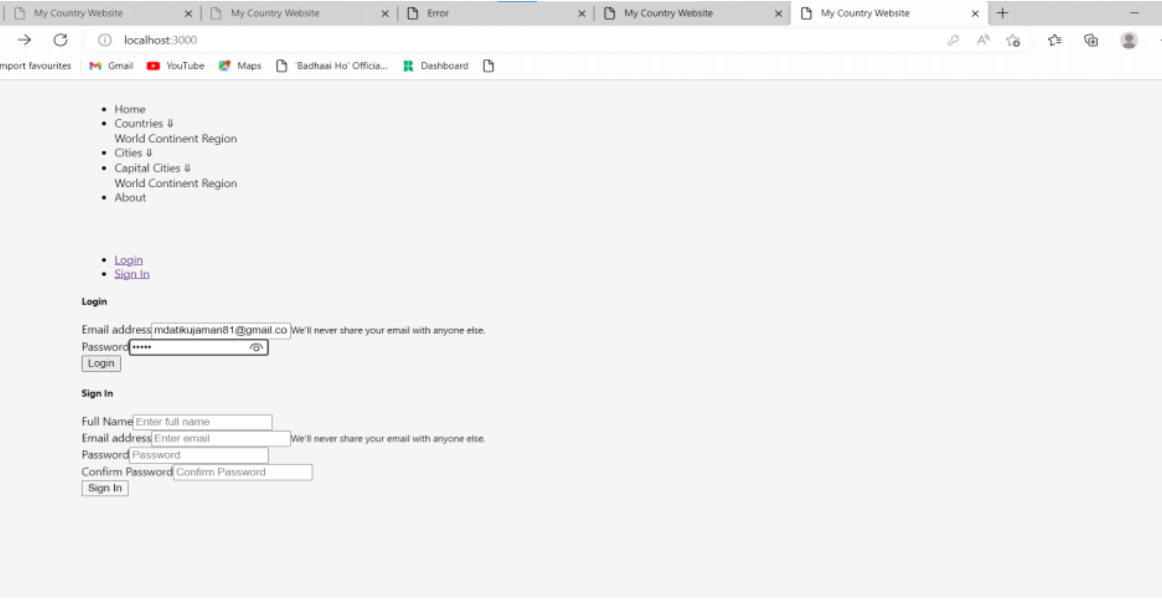 My Country Website
My Country Website
Error
My Country Website
My Country Website
localhost:3000
mport favourites Gmail YouTube Maps 'Badhaai Ho' Officia... Dashboard
Home
Countries ⇓
World Continent Region
Cities ⇓
Capital Cities ⇓
World Continent Region
About
Login
Sign In
Login
Email address mdatikujaman81@gmail.co We'll never share your email with anyone else.
Password •••••
Login
Sign In
Full Name Enter full name
Email address Enter email We'll never share your email with anyone else.
Password Password
Confirm Password Confirm Password
Sign In